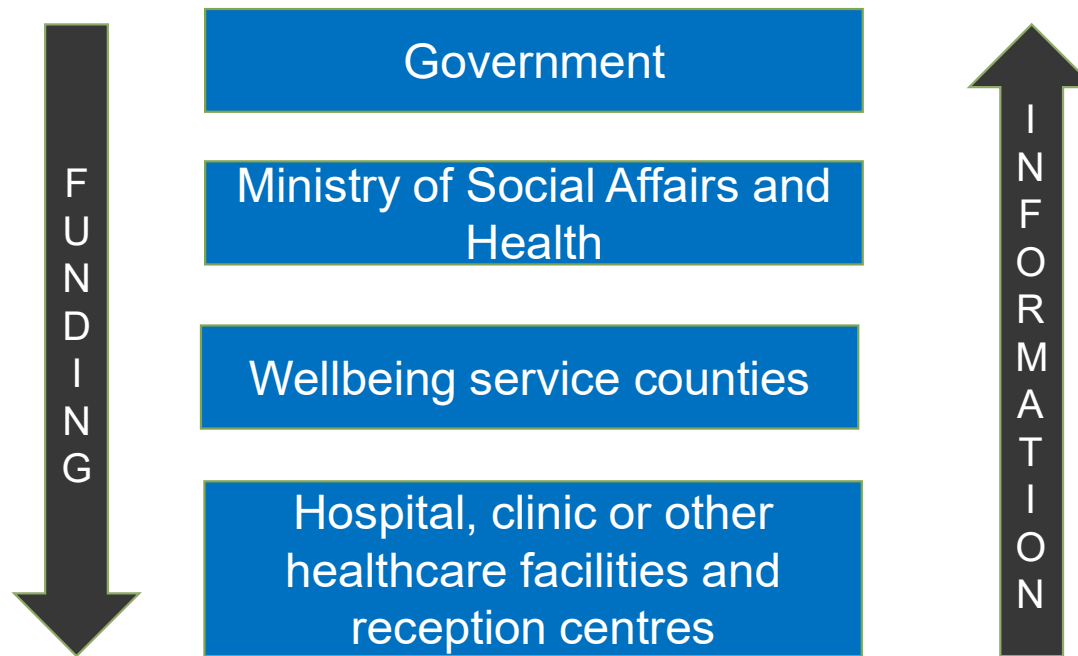 Government
Ministry of Social Affairs and
Health
Wellbeing service counties
Hospital, clinic or other
healthcare facilities and
reception centres
FUNDING
INFORMATION